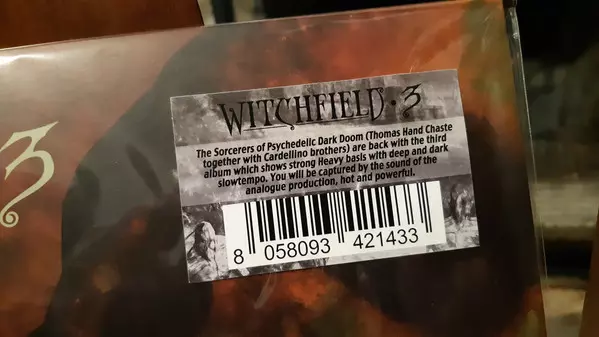 WITCHFIELD · 3
The Sorcerers of Psychedelic Dark Doom (Thomas Hand Chaste
together with Cardellino brothers) are back with the third
album which shows strong Heavy basis with deep and dark
slowtempo. You will be captured by the sound of the
analogue production, hot and powerful.
8 058093 421433
3